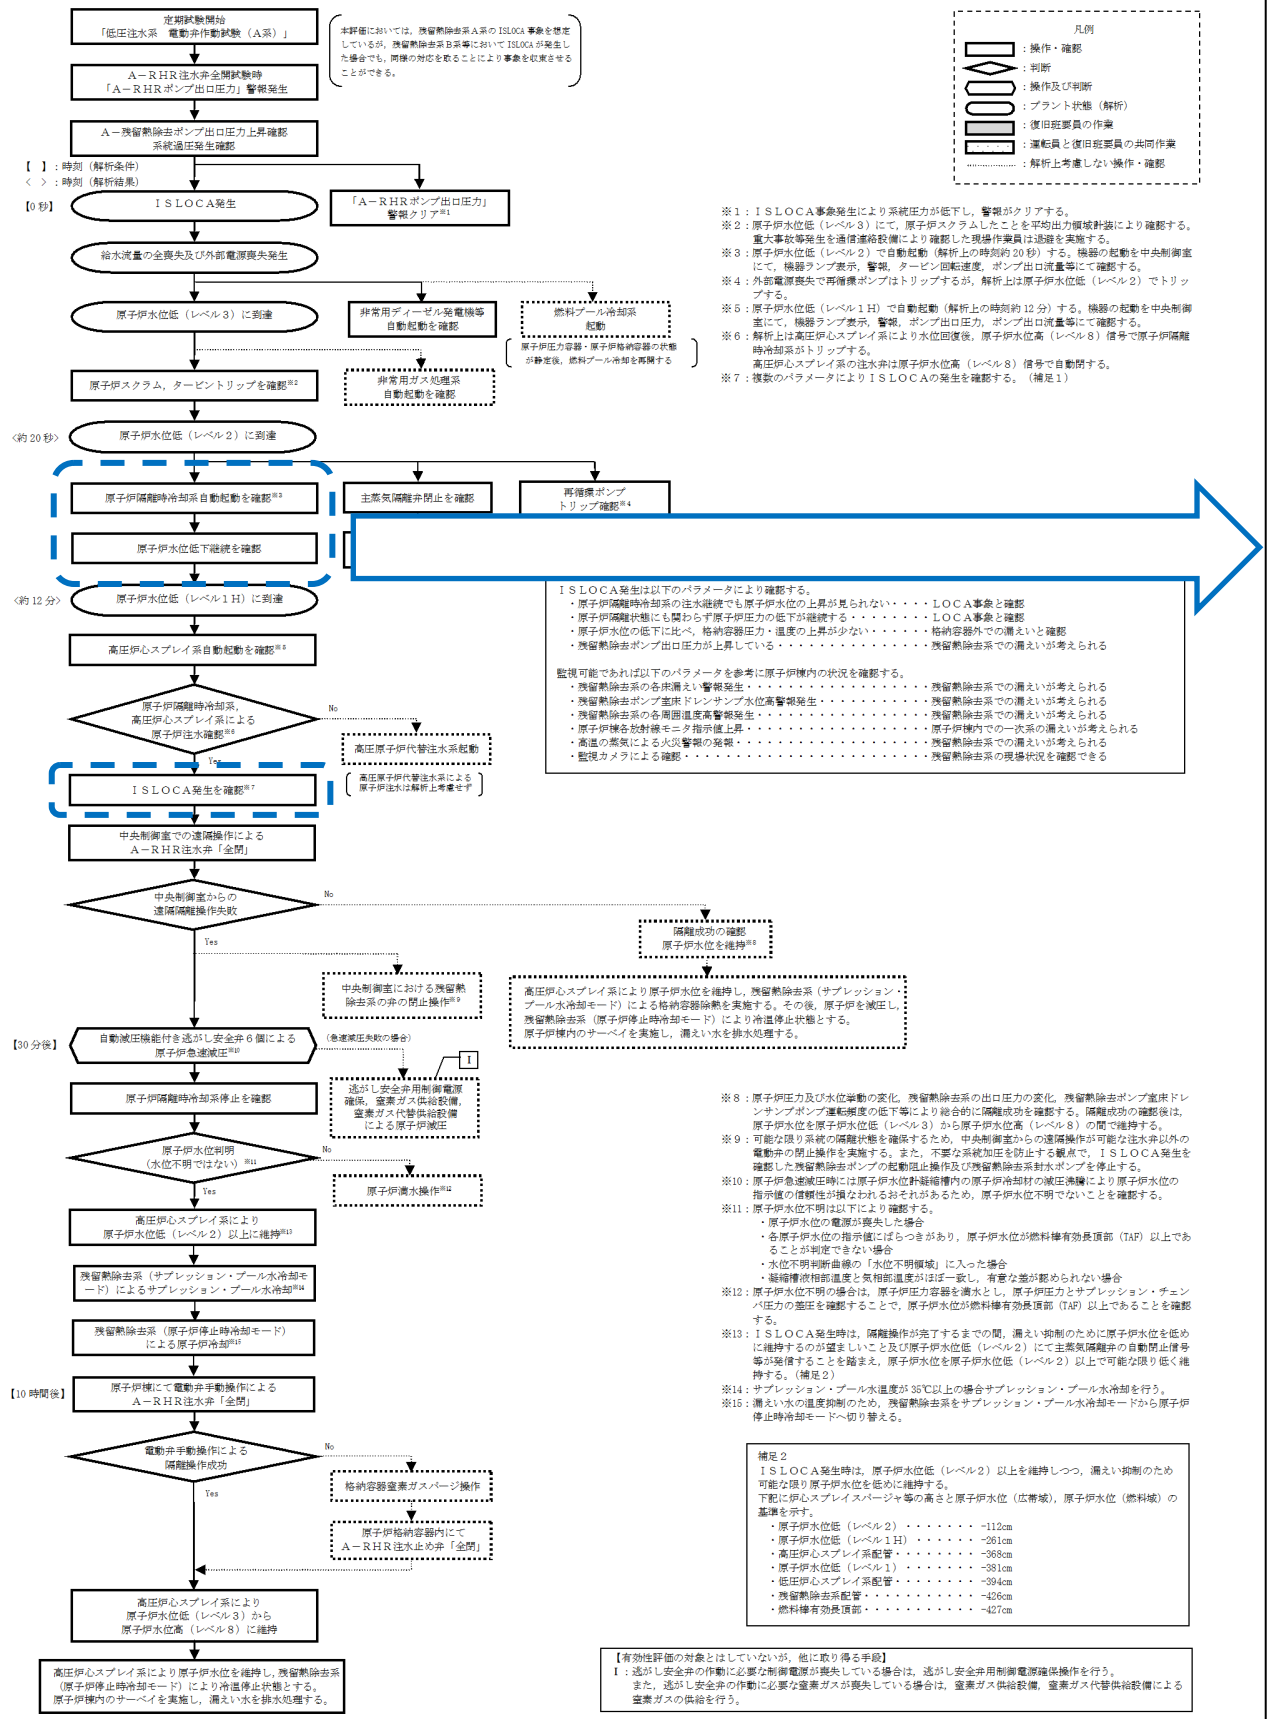 定期試験開始
「低圧注水系　電動弁作動試験（A系）」
本評価においては，残留熱除去系A系のISLOCA事象を想定
しているが，残留熱除去系B系等においてISLOCAが発生し
た場合でも，同様の対応を取ることにより事象を収束させる
ことができる。
凡例
：操作・確認
：判断
：操作及び判断
：プラント状態（解析）
：復旧班要員の作業
：運転員と復旧班要員の共同作業
：解析上考慮しない操作・確認
A－RHR注水弁全開試験時
「A－RHRポンプ出口圧力」警報発生
A－残留熱除去ポンプ出口圧力上昇確認
系統過圧発生確認
【　】：時刻（解析条件）
＜　＞：時刻（解析結果）
【0秒】
ISLOCA発生
「A－RHRポンプ出口圧力」
警報クリア※1
給水流量の全喪失及び外部電源喪失発生
原子炉水位低（レベル3）に到達
非常用ディーゼル発電機等
自動起動を確認
燃料プール冷却系
起動
原子炉圧力容器・原子炉格納容器の状態
が静定後，燃料プール冷却を再開する
原子炉スクラム，タービントリップを確認※2
非常用ガス処理系
自動起動を確認
※1：ISLOCA事象発生により系統圧力が低下し，警報がクリアする。
※2：原子炉水位低（レベル3）にて，原子炉スクラムしたことを平均出力領域計装により確認する。
重大事故等発生を通信連絡設備により確認した現場作業員は退避を実施する。
※3：原子炉水位低（レベル2）で自動起動（解析上の時刻約20秒）する。機器の起動を中央制御室
にて，機器ランプ表示，警報，タービン回転速度，ポンプ出口流量等にて確認する。
※4：外部電源喪失で再循環ポンプはトリップするが，解析上は原子炉水位低（レベル2）でトリッ
プする。
※5：原子炉水位低（レベル1H）で自動起動（解析上の時刻約12分）する。機器の起動を中央制御
室にて，機器ランプ表示，警報，ポンプ出口圧力，ポンプ出口流量等にて確認する。
※6：解析上は高圧炉心スプレイ系により水位回復後，原子炉水位高（レベル8）信号で原子炉隔離
時冷却系がトリップする。
高圧炉心スプレイ系の注水弁は原子炉水位高（レベル8）信号で自動閉する。
※7：複数のパラメータによりISLOCAの発生を確認する。（補足1）
＜約20秒＞
原子炉水位低（レベル2）に到達
原子炉隔離時冷却系自動起動を確認※3
主蒸気隔離弁閉止を確認
再循環ポンプ
トリップ確認※4
原子炉水位低下継続を確認
＜約12分＞
原子炉水位低（レベル1H）に到達
高圧炉心スプレイ系自動起動を確認※5
ISLOCA発生は以下のパラメータにより確認する。
・原子炉隔離時冷却系の注水継続でも原子炉水位の上昇が見られない・・・・LOCA事象と確認
・原子炉隔離状態にも関わらず原子炉圧力の低下が継続する・・・・・・・・LOCA事象と確認
・原子炉水位の低下に比べ，格納容器圧力・温度の上昇が少ない・・・・・・格納容器外での漏えいと確認
・残留熱除去ポンプ出口圧力が上昇している・・・・・・・・・・・・・・・残留熱除去系での漏えいが考えられる
監視可能であれば以下のパラメータを参考に原子炉棟内の状況を確認する。
・残留熱除去系の各床漏えい警報発生・・・・・・・・・・・・・・・・・・残留熱除去系での漏えいが考えられる
・残留熱除去ポンプ室床ドレンサンプ水位高警報発生・・・・・・・・・・・残留熱除去系での漏えいが考えられる
・残留熱除去系の各周囲温度高警報発生・・・・・・・・・・・・・・・・・残留熱除去系での漏えいが考えられる
・原子炉棟各放射線モニタ指示値上昇・・・・・・・・・・・・・・・・・・原子炉棟内での一次系の漏えいが考えられる
・高温の蒸気による火災警報の発報・・・・・・・・・・・・・・・・・・・残留熱除去系での漏えいが考えられる
・監視カメラによる確認・・・・・・・・・・・・・・・・・・・・・・・・残留熱除去系の現場状況を確認できる
原子炉隔離時冷却系，
高圧炉心スプレイ系による
原子炉注水確認※6
No
Yes
高圧原子炉代替注水系起動
高圧原子炉代替注水系による
原子炉注水は解析上考慮せず
ISLOCA発生を確認※7
中央制御室での遠隔操作による
A－RHR注水弁「全閉」
中央制御室からの
遠隔隔離操作失敗
No
Yes
隔離成功の確認
原子炉水位を維持※8
中央制御室における残留熱
除去系の弁の閉止操作※9
高圧炉心スプレイ系により原子炉水位を維持し，残留熱除去系（サプレッション・
プール水冷却モード）による格納容器除熱を実施する。その後，原子炉を減圧し，
残留熱除去系（原子炉停止時冷却モード）により冷温停止状態とする。
原子炉棟内のサーベイを実施し，漏えい水を排水処理する。
【30分後】
自動減圧機能付き逃がし安全弁6個による
原子炉急速減圧※10
（急速減圧失敗の場合）
I
原子炉隔離時冷却系停止を確認
逃がし安全弁用制御電源
確保，窒素ガス供給設備，
窒素ガス代替供給設備
による原子炉減圧
原子炉水位判明
（水位不明ではない）※11
No
Yes
原子炉満水操作※12
高圧炉心スプレイ系により
原子炉水位低（レベル2）以上に維持※13
残留熱除去系（サプレッション・プール水冷却モ
ード）によるサプレッション・プール水冷却※14
残留熱除去系（原子炉停止時冷却モード）
による原子炉冷却※15
【10時間後】
原子炉棟にて電動弁手動操作による
A－RHR注水弁「全閉」
電動弁手動操作による
隔離操作成功
No
Yes
格納容器窒素ガスパージ操作
原子炉格納容器内にて
A－RHR注水止め弁「全閉」
高圧炉心スプレイ系により
原子炉水位低（レベル3）から
原子炉水位高（レベル8）に維持
高圧炉心スプレイ系により原子炉水位を維持し，残留熱除去系
（原子炉停止時冷却モード）により冷温停止状態とする。
原子炉棟内のサーベイを実施し，漏えい水を排水処理する。
※8：原子炉圧力及び水位挙動の変化，残留熱除去系の出口圧力の変化，残留熱除去ポンプ室床ドレ
ンサンプポンプ運転頻度の低下等により総合的に隔離成功を確認する。隔離成功の確認後は，
原子炉水位を原子炉水位低（レベル3）から原子炉水位高（レベル8）の間で維持する。
※9：可能な限り系統の隔離状態を確保するため，中央制御室からの遠隔操作が可能な注水弁以外の
電動弁の閉止操作を実施する。また，不要な系統加圧を防止する観点で，ISLOCA発生を
確認した残留熱除去ポンプの起動阻止操作及び残留熱除去系封水ポンプを停止する。
※10：原子炉急速減圧時には原子炉水位計凝縮槽内の原子炉冷却材の減圧沸騰により原子炉水位の
指示値の信頼性が損なわれるおそれがあるため，原子炉水位不明でないことを確認する。
※11：原子炉水位不明は以下により確認する。
・原子炉水位の電源が喪失した場合
・各原子炉水位の指示値にばらつきがあり，原子炉水位が燃料棒有効長頂部（TAF）以上であ
ることが判定できない場合
・水位不明判断曲線の「水位不明領域」に入った場合
・凝縮槽液相部温度と気相部温度がほぼ一致し，有意な差が認められない場合
※12：原子炉水位不明の場合は，原子炉圧力容器を満水とし，原子炉圧力とサプレッション・チェン
バ圧力の差圧を確認することで，原子炉水位が燃料棒有効長頂部（TAF）以上であることを確認
する。
※13：ISLOCA発生時は，隔離操作が完了するまでの間，漏えい抑制のために原子炉水位を低め
に維持するのが望ましいこと及び原子炉水位低（レベル2）にて主蒸気隔離弁の自動閉止信号
等が発信することを踏まえ，原子炉水位を原子炉水位低（レベル2）以上で可能な限り低く維
持する。（補足2）
※14：サプレッション・プール水温度が35℃以上の場合サプレッション・プール水冷却を行う。
※15：漏えい水の温度抑制のため，残留熱除去系をサプレッション・プール水冷却モードから原子炉
停止時冷却モードへ切り替える。
補足2
ISLOCA発生時は，原子炉水位低（レベル2）以上を維持しつつ，漏えい抑制のため
可能な限り原子炉水位を低めに維持する。
下記に炉心スプレイスパージャ等の高さと原子炉水位（広帯域），原子炉水位（燃料域）の
基準を示す。
・原子炉水位低（レベル2）・・・・・・・-112cm
・原子炉水位低（レベル1H）・・・・・・-261cm
・高圧炉心スプレイ系配管・・・・・・・・-368cm
・原子炉水位低（レベル1）・・・・・・・-381cm
・低圧炉心スプレイ系配管・・・・・・・・-394cm
・残留熱除去系配管・・・・・・・・・・・-426cm
・燃料棒有効長頂部・・・・・・・・・・・-427cm
【有効性評価の対象とはしていないが，他に取り得る手段】
I：逃がし安全弁の作動に必要な制御電源が喪失している場合は，逃がし安全弁用制御電源確保操作を行う。
また，逃がし安全弁の作動に必要な窒素ガスが喪失している場合は，窒素ガス供給設備，窒素ガス代替供給設備による
窒素ガスの供給を行う。